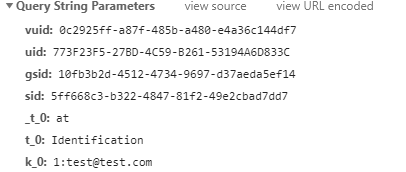 ▼ Query String Parameters view source view URL encoded
vuid: 0c2925ff-a87f-485b-a480-e4a36c144df7
uid: 773F23F5-27BD-4C59-B261-53194A6D833C
gsid: 10fb3b2d-4512-4734-9697-d37aeda5ef14
sid: 5ff668c3-b322-4847-81f2-49e2cbad7dd7
_t_0: at
t_0: Identification
k_0: 1:test@test.com